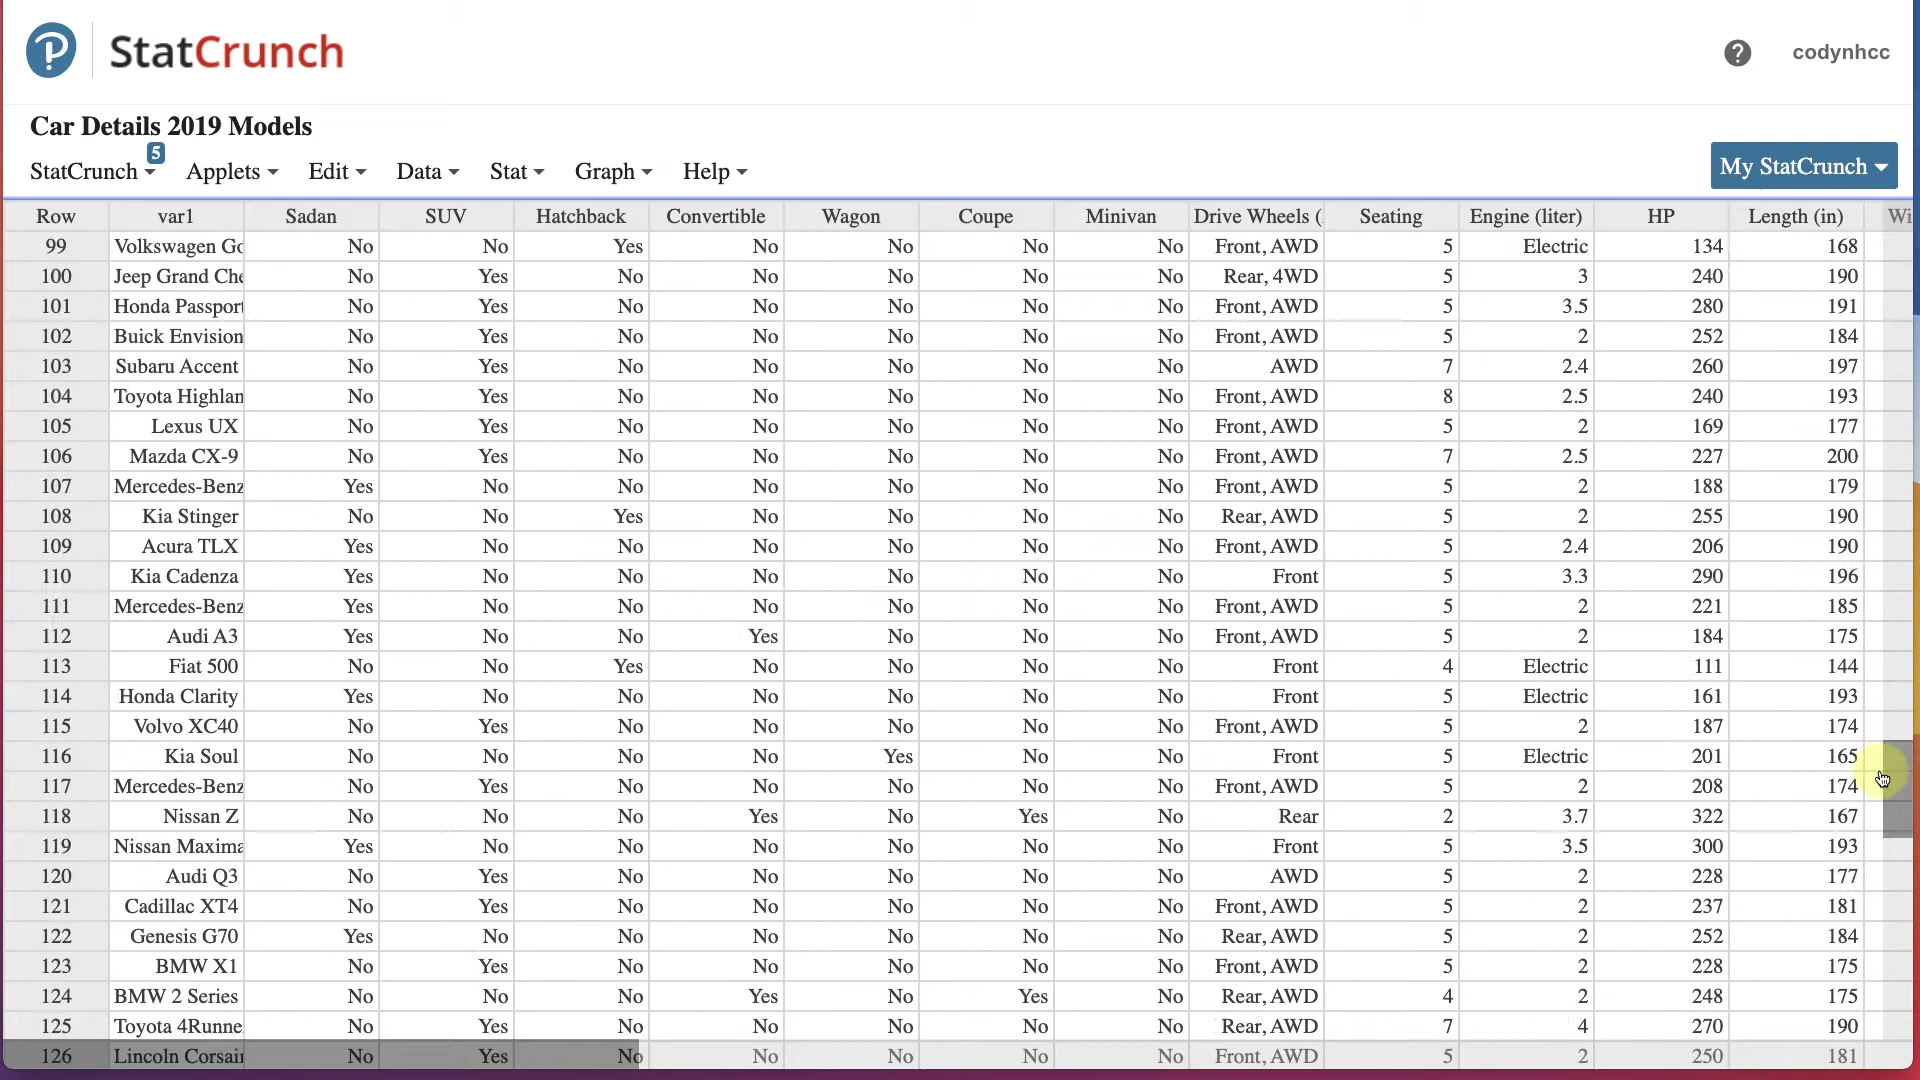 StatCrunch
? codynhcc
Car Details 2019 Models
5
StatCrunch Applets Edit Data Stat Graph Help My StatCrunch
Row var1 Sadan SUV Hatchback Convertible Wagon Coupe Minivan Drive Wheels (. Seating Engine (liter) HP Length (in) Wi
99 Volkswagen Go No No Yes No No No No Front, AWD 5 Electric 134 168
100 Jeep Grand Che No Yes No No No No No Rear, 4WD 5 3 240 190
101 Honda Passport No Yes No No No No No Front, AWD 5 3.5 280 191
102 Buick Envision No Yes No No No No No Front, AWD 5 2 252 184
103 Subaru Accent No Yes No No No No No AWD 7 2.4 260 197
104 Toyota Highlan No Yes No No No No No Front, AWD 8 2.5 240 193
105 Lexus UX No Yes No No No No No Front, AWD 5 2 169 177
106 Mazda CX-9 No Yes No No No No No Front, AWD 7 2.5 227 200
107 Mercedes-Benz Yes No No No No No No Front, AWD 5 2 188 179
108 Kia Stinger No No Yes No No No No Rear, AWD 5 2 255 190
109 Acura TLX Yes No No No No No No Front, AWD 5 2.4 206 190
110 Kia Cadenza Yes No No No No No No Front 5 3.3 290 196
111 Mercedes-Benz Yes No No No No No No Front, AWD 5 2 221 185
112 Audi A3 Yes No No Yes No No No Front, AWD 5 2 184 175
113 Fiat 500 No No Yes No No No No Front 4 Electric 111 144
114 Honda Clarity Yes No No No No No No Front 5 Electric 161 193
115 Volvo XC40 No Yes No No No No No Front, AWD 5 2 187 174
116 Kia Soul No No No No Yes No No Front 5 Electric 201 165
117 Mercedes-Benz No Yes No No No No No Front, AWD 5 2 208 174
118 Nissan Z No No No Yes No Yes No Rear 2 3.7 322 167
119 Nissan Maxima Yes No No No No No No Front 5 3.5 300 193
120 Audi Q3 No Yes No No No No No AWD 5 2 228 177
121 Cadillac XT4 No Yes No No No No No Front, AWD 5 2 237 181
122 Genesis G70 Yes No No No No No No Rear, AWD 5 2 252 184
123 BMW X1 No Yes No No No No No Front, AWD 5 2 228 175
124 BMW 2 Series No No No Yes No Yes No Rear, AWD 4 2 248 175
125 Toyota 4Runne No Yes No No No No No Rear, AWD 7 4 270 190
126 Lincoln Corsair No Yes No No No No No Front, AWD 5 2 250 181